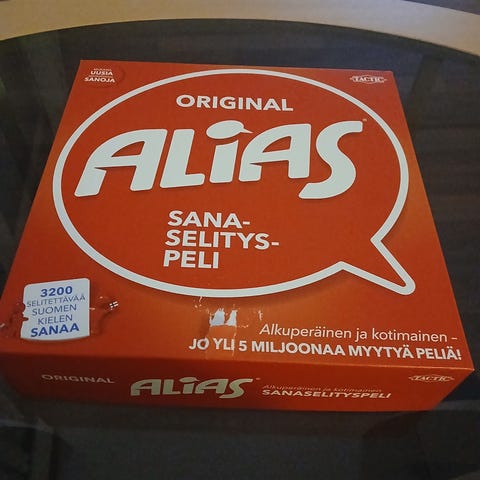 UUSIA
SANOJA
TACTIC
ORIGINAL
ALIAS
SANA-
SELITYS-
PELI
3200
SELITETTÄVÄÄ
SUOMEN
KIELEN
SANAA
Alkuperäinen ja kotimainen –
JO YLI 5 MILJOONAA MYYTYÄ PELIÄ!
ORIGINAL
ALIAS
Alkuperäinen ja kotimainen
SANASELITYSPELI
TACTIC